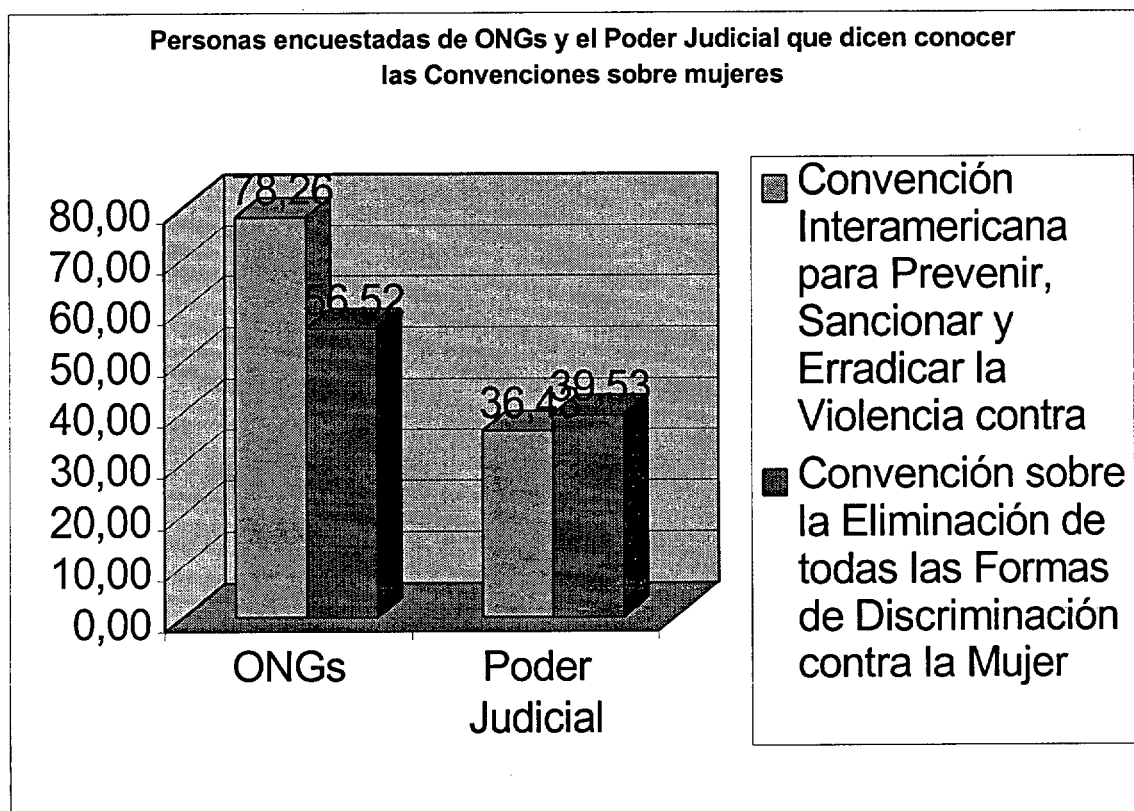 Personas encuestadas de ONGs y el Poder Judicial que dicen conocer
las Convenciones sobre mujeres
78,26
56,52
39,53
80,00
70,00
60,00
50,00
40,00
30,00
20,00
10,00
0,00
ONGs
Poder
Judicial
Convención
Interamericana
para Prevenir,
Sancionar y
Erradicar la
Violencia contra
Convención sobre
la Eliminación de
todas las Formas
de Discriminación
contra la Mujer